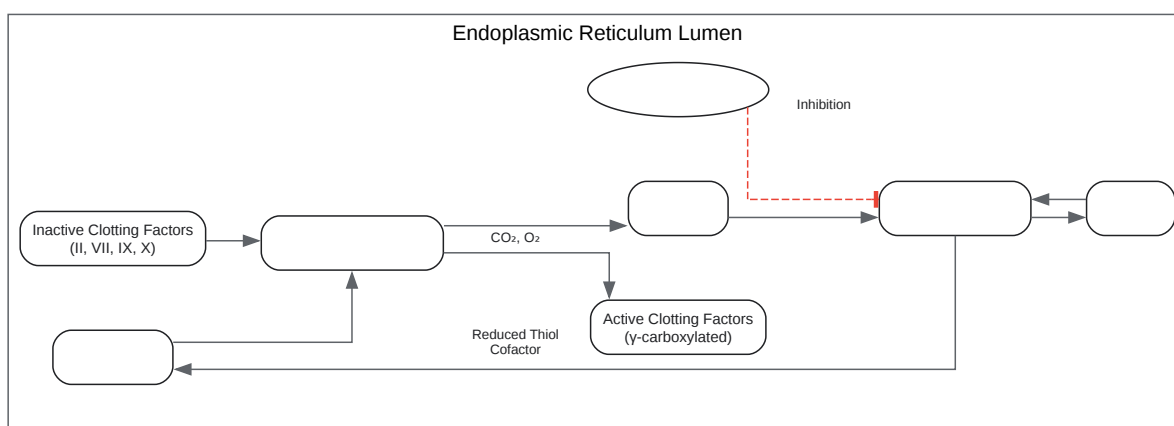 Endoplasmic Reticulum Lumen
Inhibition
Inactive Clotting Factors
(II, VII, IX, X)
CO₂, O₂
Active Clotting Factors
(γ-carboxylated)
Reduced Thiol
Cofactor